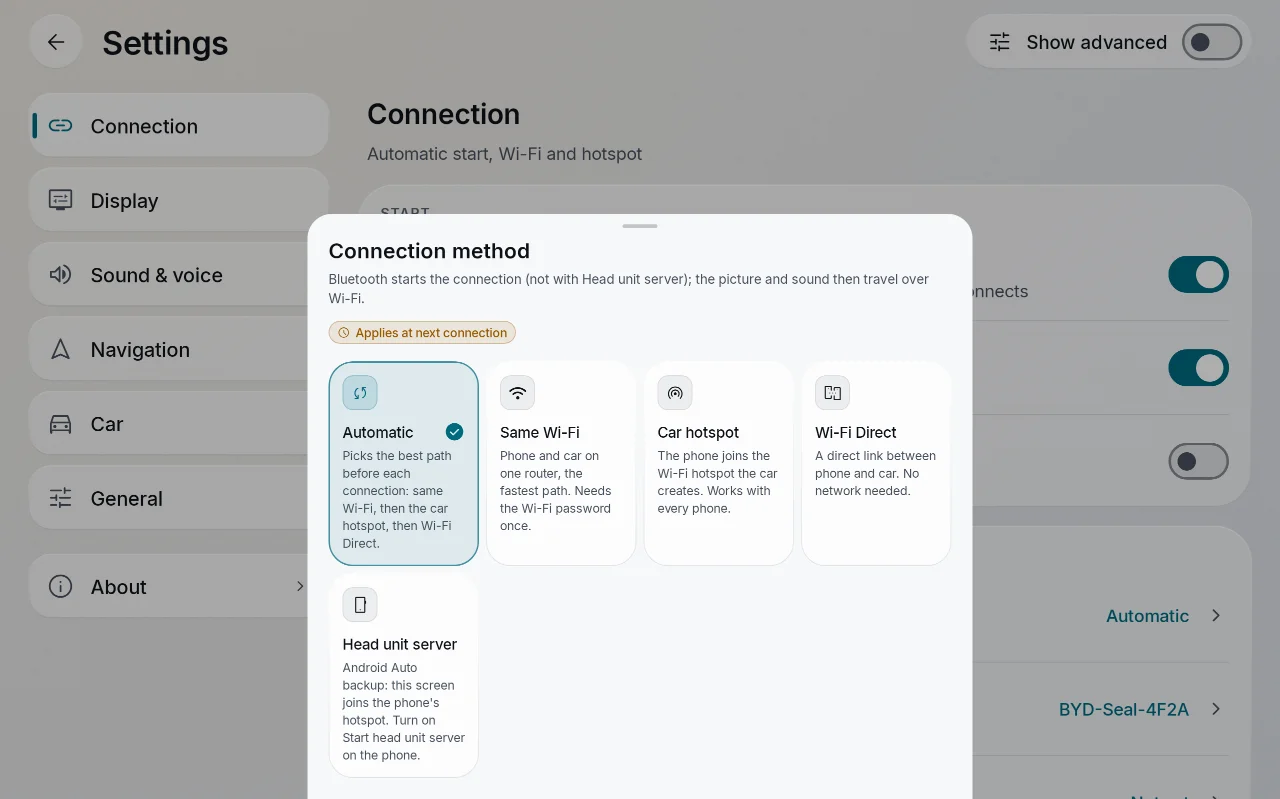 Settings
Show advanced
Connection
Display
Sound & voice
Navigation
Car
General
About
Connection
Automatic start, Wi-Fi and hotspot
START
onnects
Automatic
BYD-Seal-4F2A
Connection method
Bluetooth starts the connection (not with Head unit server); the picture and sound then travel over
Wi-Fi.
Applies at next connection
Automatic
Picks the best path
before each
connection: same
Wi-Fi, then the car
hotspot, then Wi-Fi
Direct.
Same Wi-Fi
Phone and car on
one router, the
fastest path. Needs
the Wi-Fi password
once.
Car hotspot
The phone joins the
Wi-Fi hotspot the car
creates. Works with
every phone.
Wi-Fi Direct
A direct link between
phone and car. No
network needed.
Head unit server
Android Auto
backup: this screen
joins the phone's
hotspot. Turn on
Start head unit server
on the phone.